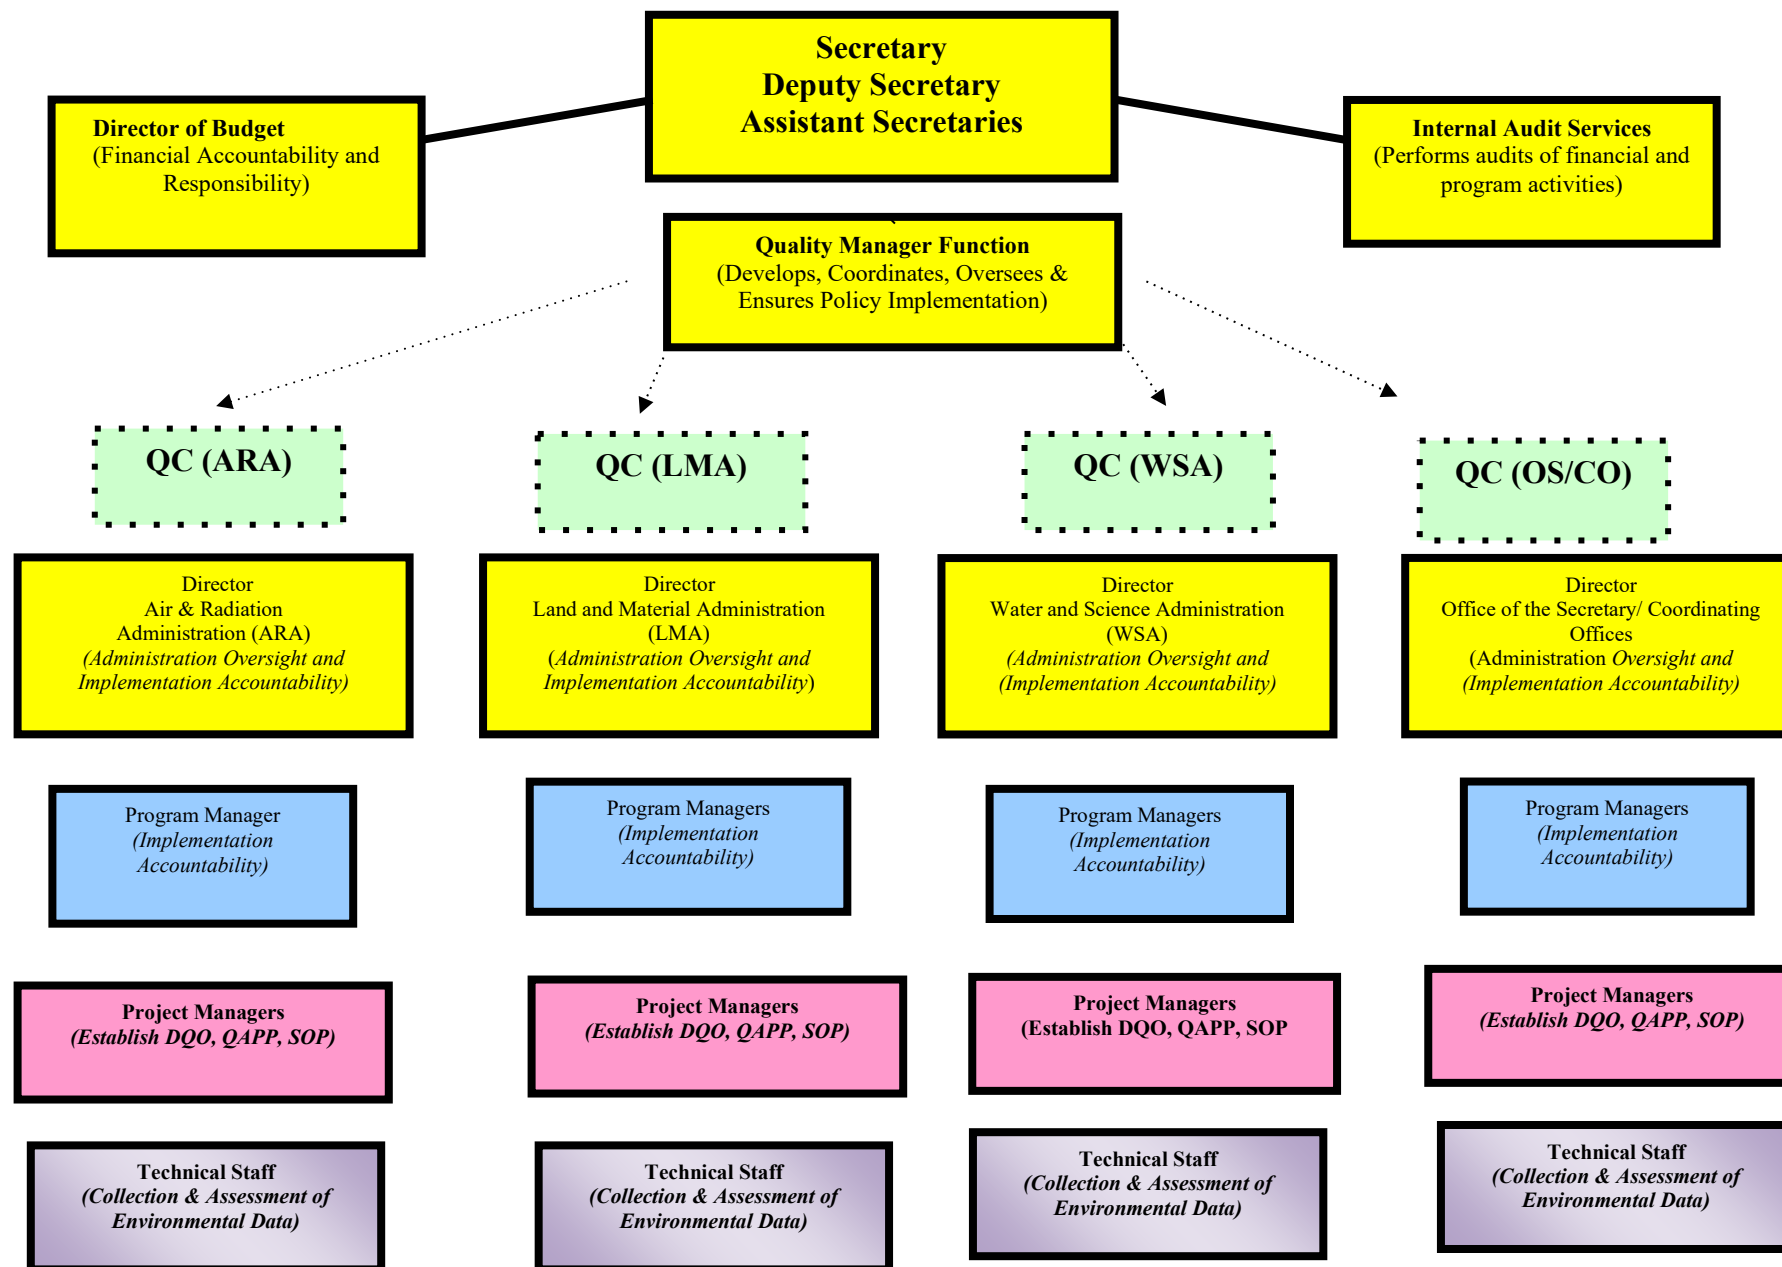 Secretary
Deputy Secretary
Assistant Secretaries
Director of Budget
(Financial Accountability and
Responsibility)
Internal Audit Services
(Performs audits of financial and
program activities)
Quality Manager Function
(Develops, Coordinates, Oversees &
Ensures Policy Implementation)
QC (ARA)
QC (LMA)
QC (WSA)
QC (OS/CO)
Director
Air & Radiation
Administration (ARA)
(Administration Oversight and
Implementation Accountability)
Director
Land and Material Administration
(LMA)
(Administration Oversight and
Implementation Accountability)
Director
Water and Science Administration
(WSA)
(Administration Oversight and
(Implementation Accountability)
Director
Office of the Secretary/ Coordinating
Offices
(Administration Oversight and
(Implementation Accountability)
Program Manager
(Implementation
Accountability)
Program Managers
(Implementation
Accountability)
Program Managers
(Implementation
Accountability)
Program Managers
(Implementation
Accountability)
Project Managers
(Establish DQO, QAPP, SOP)
Project Managers
(Establish DQO, QAPP, SOP)
Project Managers
(Establish DQO, QAPP, SOP
Project Managers
(Establish DQO, QAPP, SOP)
Technical Staff
(Collection & Assessment of
Environmental Data)
Technical Staff
(Collection & Assessment of
Environmental Data)
Technical Staff
(Collection & Assessment of
Environmental Data)
Technical Staff
(Collection & Assessment of
Environmental Data)